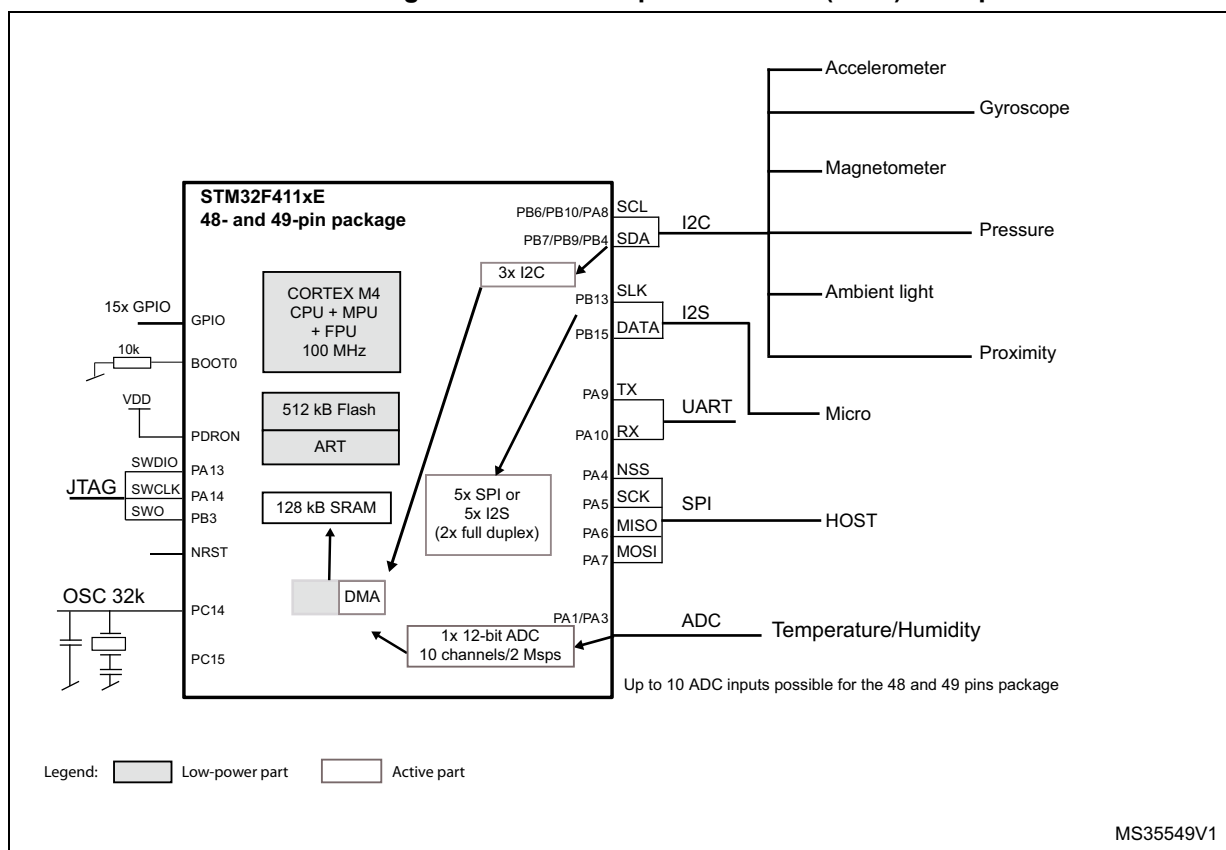 STM32F411xE
48- and 49-pin package
CORTEX M4
CPU + MPU
+ FPU
100 MHz
512 kB Flash
ART
128 kB SRAM
DMA
3x I2C
5x SPI or
5x I2S
(2x full duplex)
1x 12-bit ADC
10 channels/2 Msps
15x GPIO
GPIO
10k
BOOT0
VDD
PDRON
JTAG
SWDIO
PA13
SWCLK
PA14
SWO
PB3
NRST
OSC 32k
PC14
PC15
PB6/PB10/PA8
SCL
PB7/PB9/PB4
SDA
I2C
PB13
SLK
PB15
DATA
I2S
PA9
TX
PA10
RX
UART
PA4
NSS
PA5
SCK
PA6
MISO
PA7
MOSI
SPI
PA1/PA3
ADC
Accelerometer
Gyroscope
Magnetometer
Pressure
Ambient light
Proximity
Micro
HOST
Temperature/Humidity
Up to 10 ADC inputs possible for the 48 and 49 pins package
Legend:
Low-power part
Active part
MS35549V1